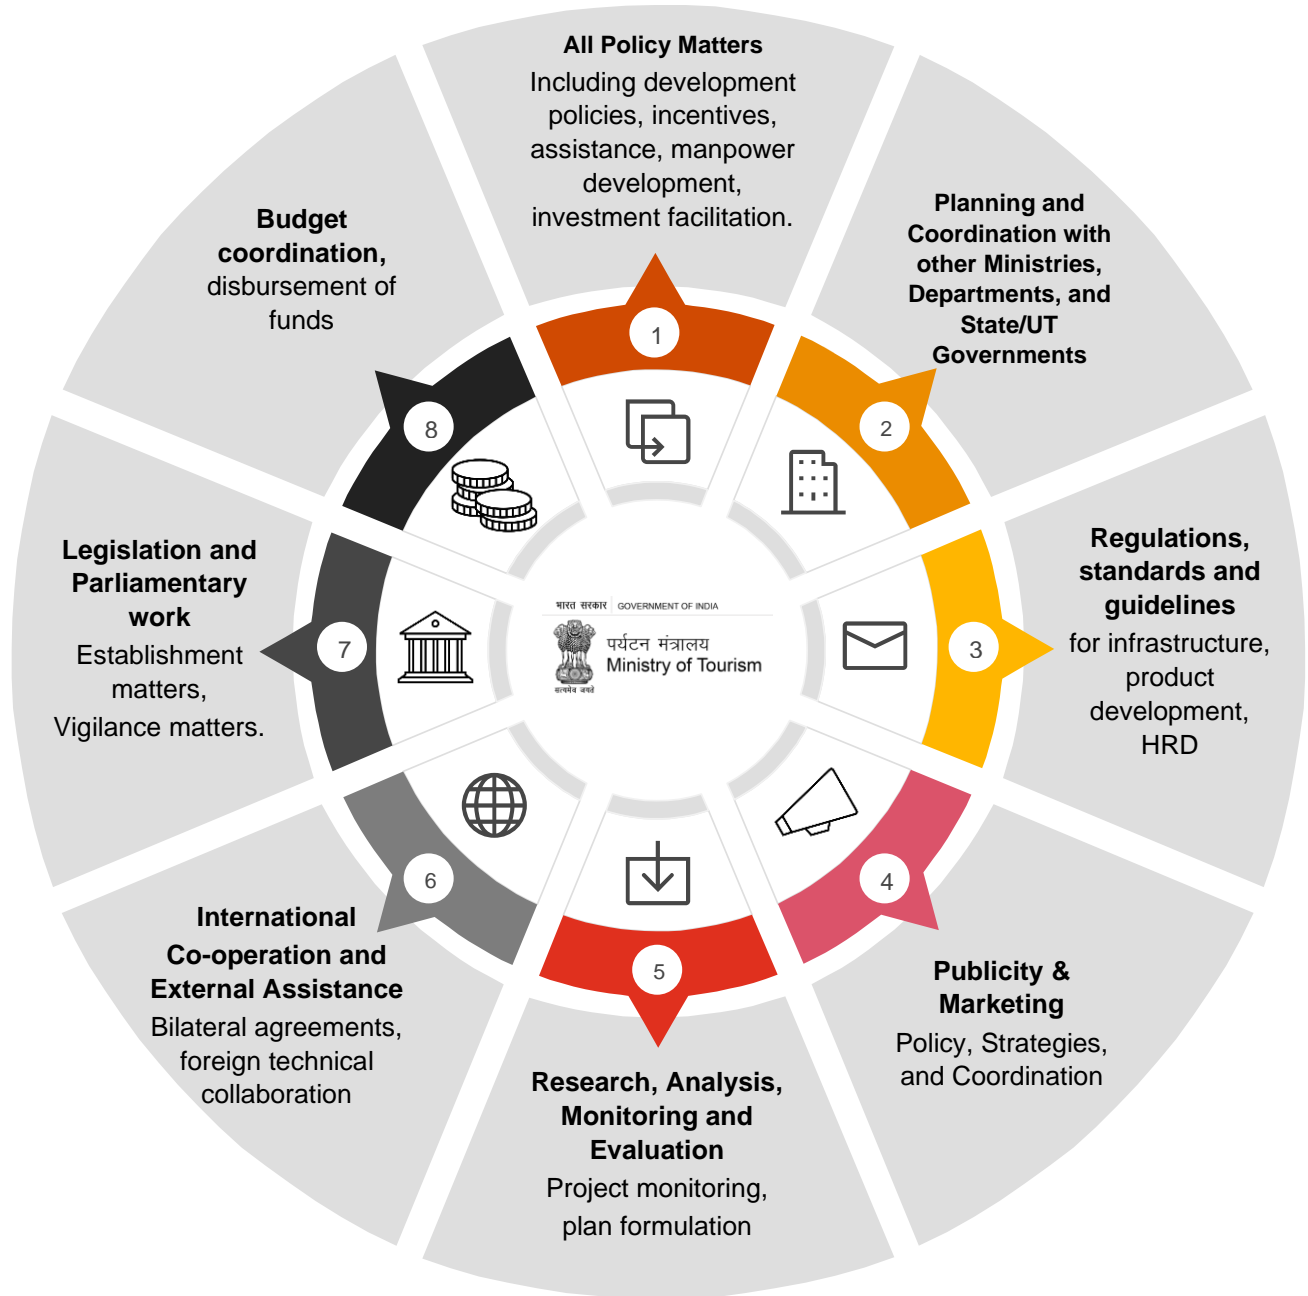 All Policy Matters
Including development
policies, incentives,
assistance, manpower
development,
investment facilitation.
1
Planning and
Coordination with
other Ministries,
Departments, and
State/UT
Governments
2
Regulations,
standards and
guidelines
for infrastructure,
product
development,
HRD
3
Publicity &
Marketing
Policy, Strategies,
and Coordination
4
Research, Analysis,
Monitoring and
Evaluation
Project monitoring,
plan formulation
5
International
Co-operation and
External Assistance
Bilateral agreements,
foreign technical
collaboration
6
Legislation and
Parliamentary
work
Establishment
matters,
Vigilance matters.
7
Budget
coordination,
disbursement of
funds
8
भारत सरकार GOVERNMENT OF INDIA
पर्यटन मंत्रालय
Ministry of Tourism
सत्यमेव जयते